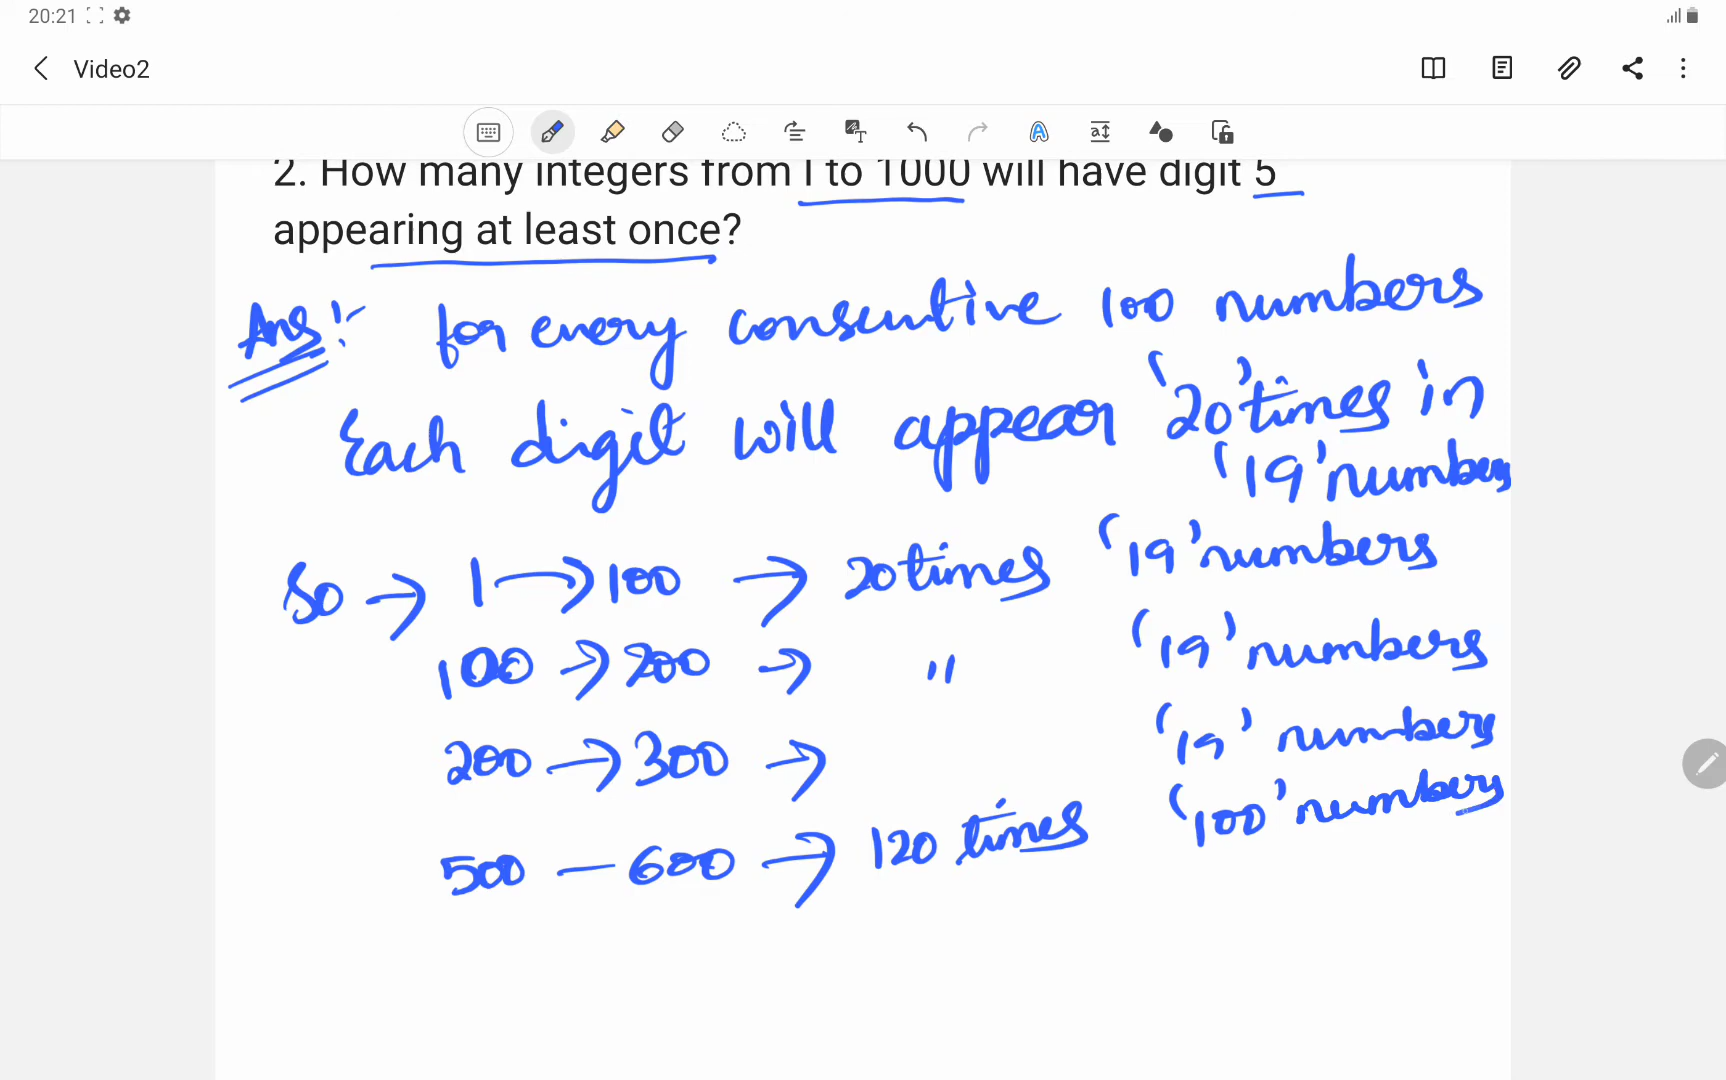 20:21
Video2
2. How many integers from 1 to 1000 will have digit 5
appearing at least once?
Ans:- for every consentive 100 numbers
Each digit will appear '20' times in
'19' numbers
So → 1 → 100 → 20 times '19' numbers
100 → 200 → " '19' numbers
200 → 300 → '19' numbers
500 — 600 → 120 times '100' numbers